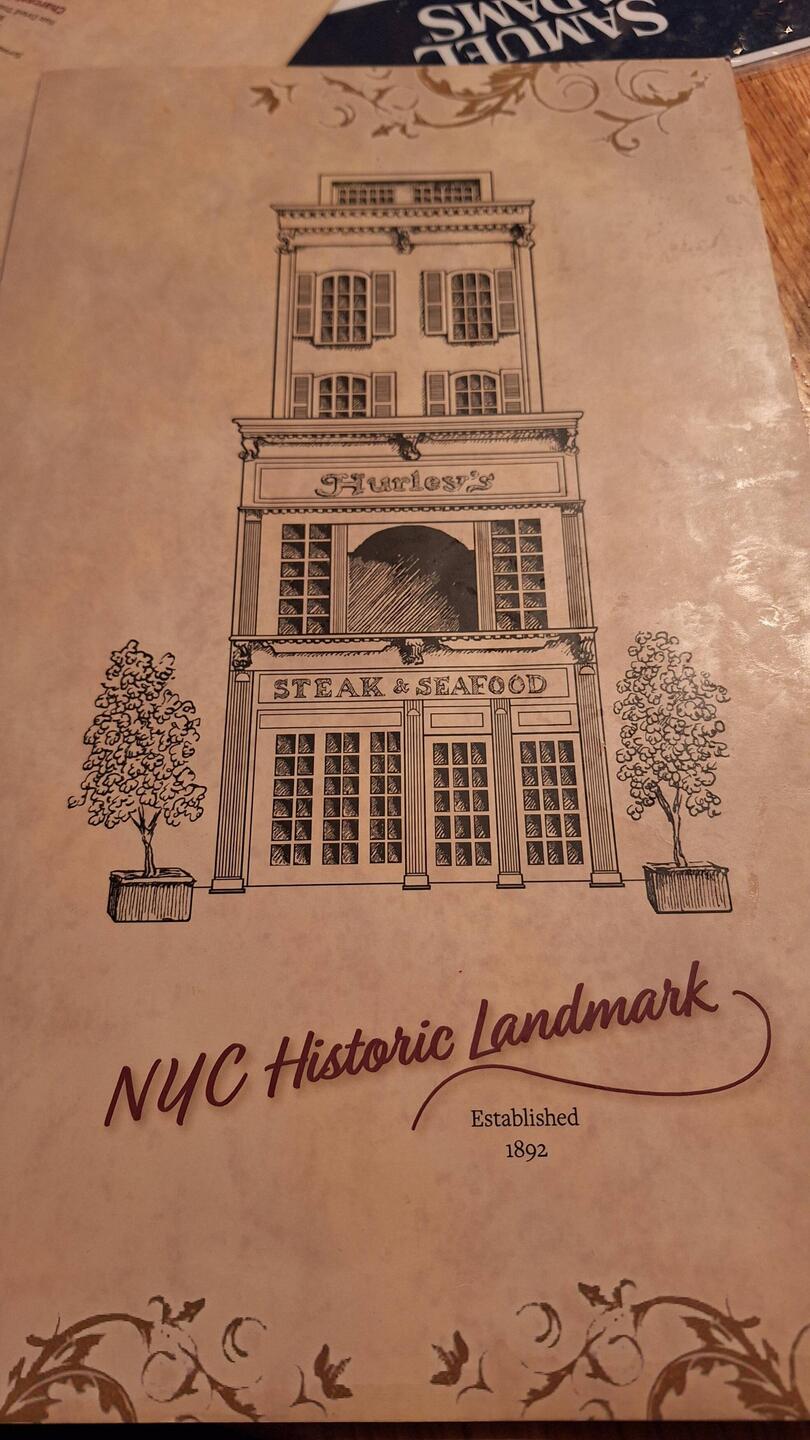 SAMUEL
ADAMS
Hurley's
STEAK & SEAFOOD
NYC Historic Landmark
Established
1892